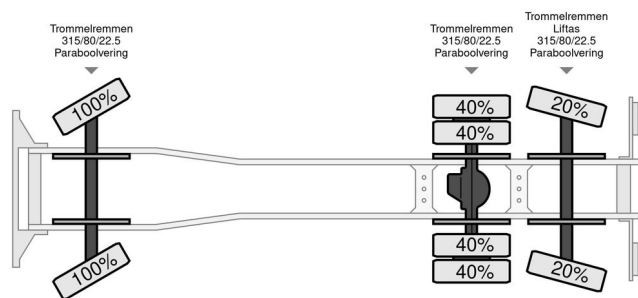 Trommelremmen
315/80/22.5
Paraboolvering
Trommelremmen
315/80/22.5
Paraboolvering
Trommelremmen
Liftas
315/80/22.5
Paraboolvering
100%
40%
40%
20%
100%
40%
40%
20%